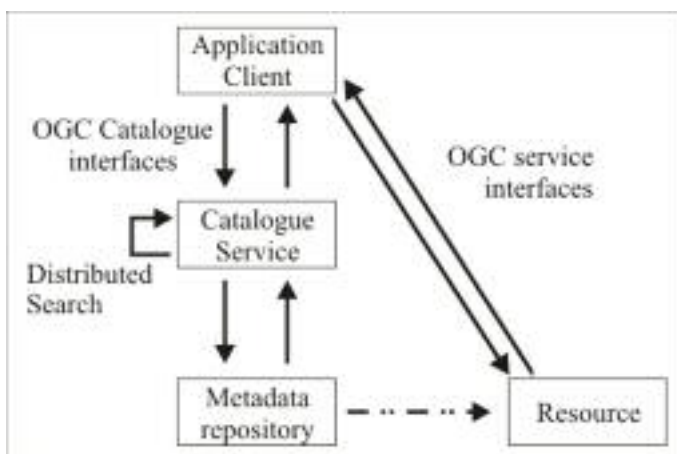 Application
Client
OGC Catalogue
interfaces
OGC service
interfaces
Catalogue
Service
Distributed
Search
Metadata
repository
Resource